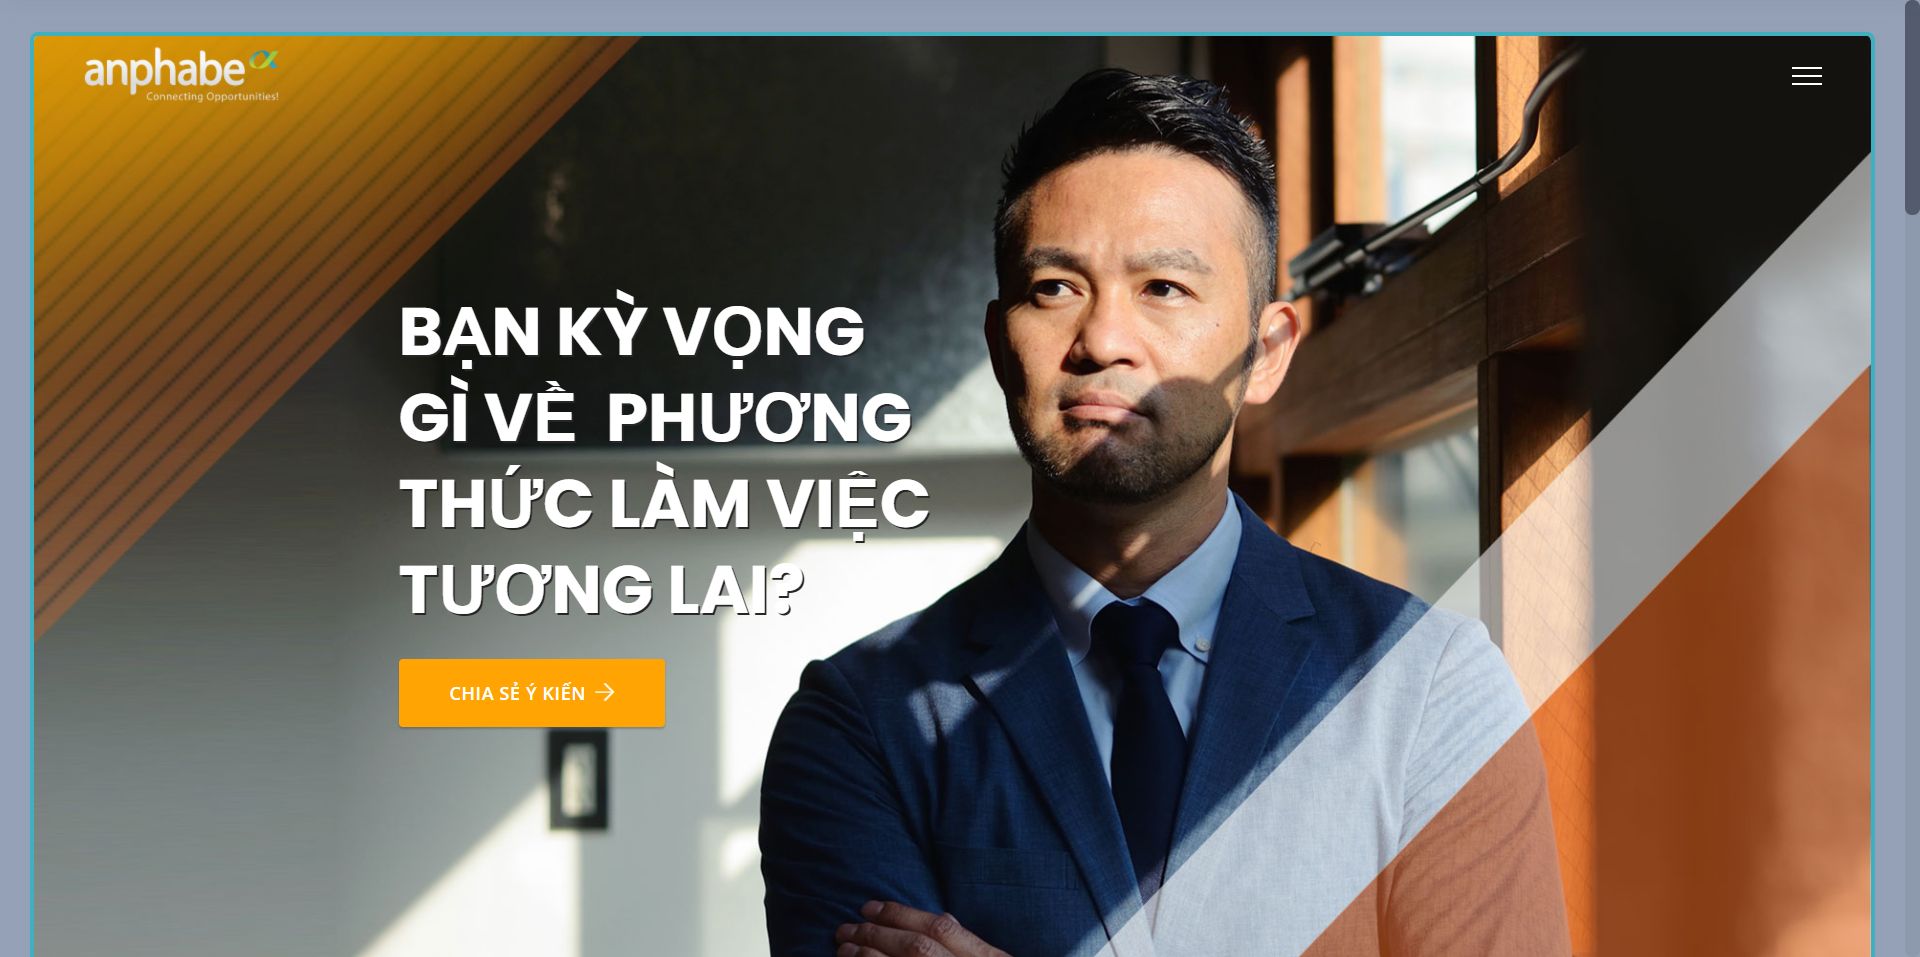 anphabe
Connecting Opportunities!
BẠN KỲ VỌNG
GÌ VỀ PHƯƠNG
THỨC LÀM VIỆC
TƯƠNG LAI?
CHIA SẺ Ý KIẾN